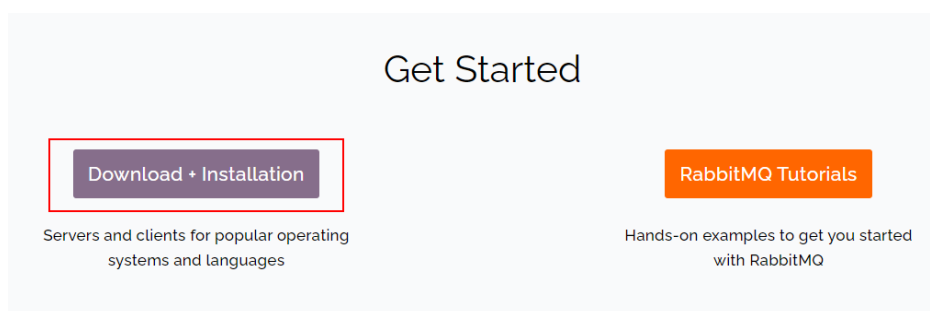 Get Started
Download + Installation
Servers and clients for popular operating
systems and languages
RabbitMQ Tutorials
Hands-on examples to get you started
with RabbitMQ